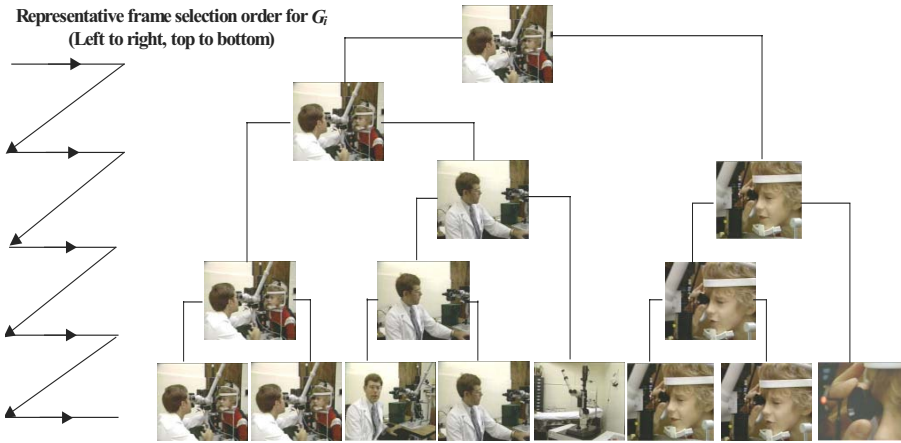 Representative frame selection order for Gi
(Left to right, top to bottom)